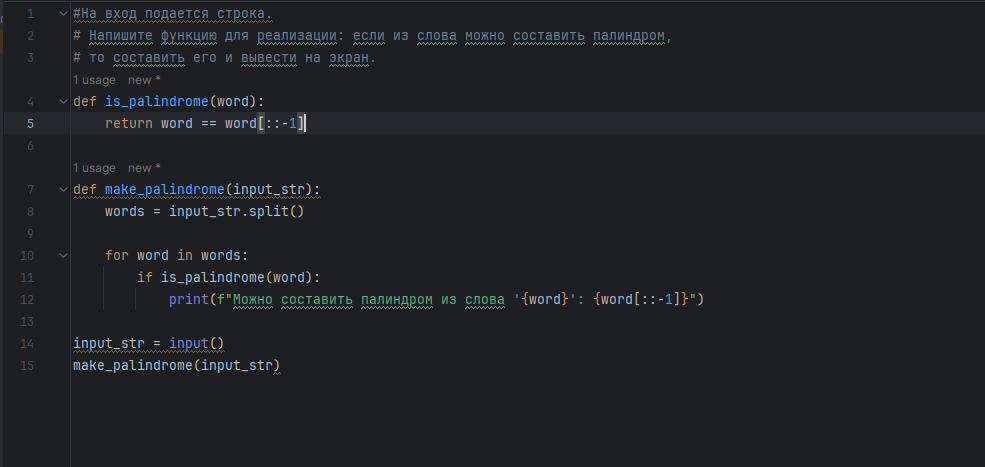 1 #На вход подается строка.
2 # Напишите функцию для реализации: если из слова можно составить палиндром,
3 # то составить его и вывести на экран.
1 usage new *
4 def is_palindrome(word):
5     return word == word[::-1]
6
1 usage new *
7 def make_palindrome(input_str):
8     words = input_str.split()
9
10     for word in words:
11         if is_palindrome(word):
12             print(f"Можно составить палиндром из слова '{word}': {word[::-1]}")
13
14 input_str = input()
15 make_palindrome(input_str)